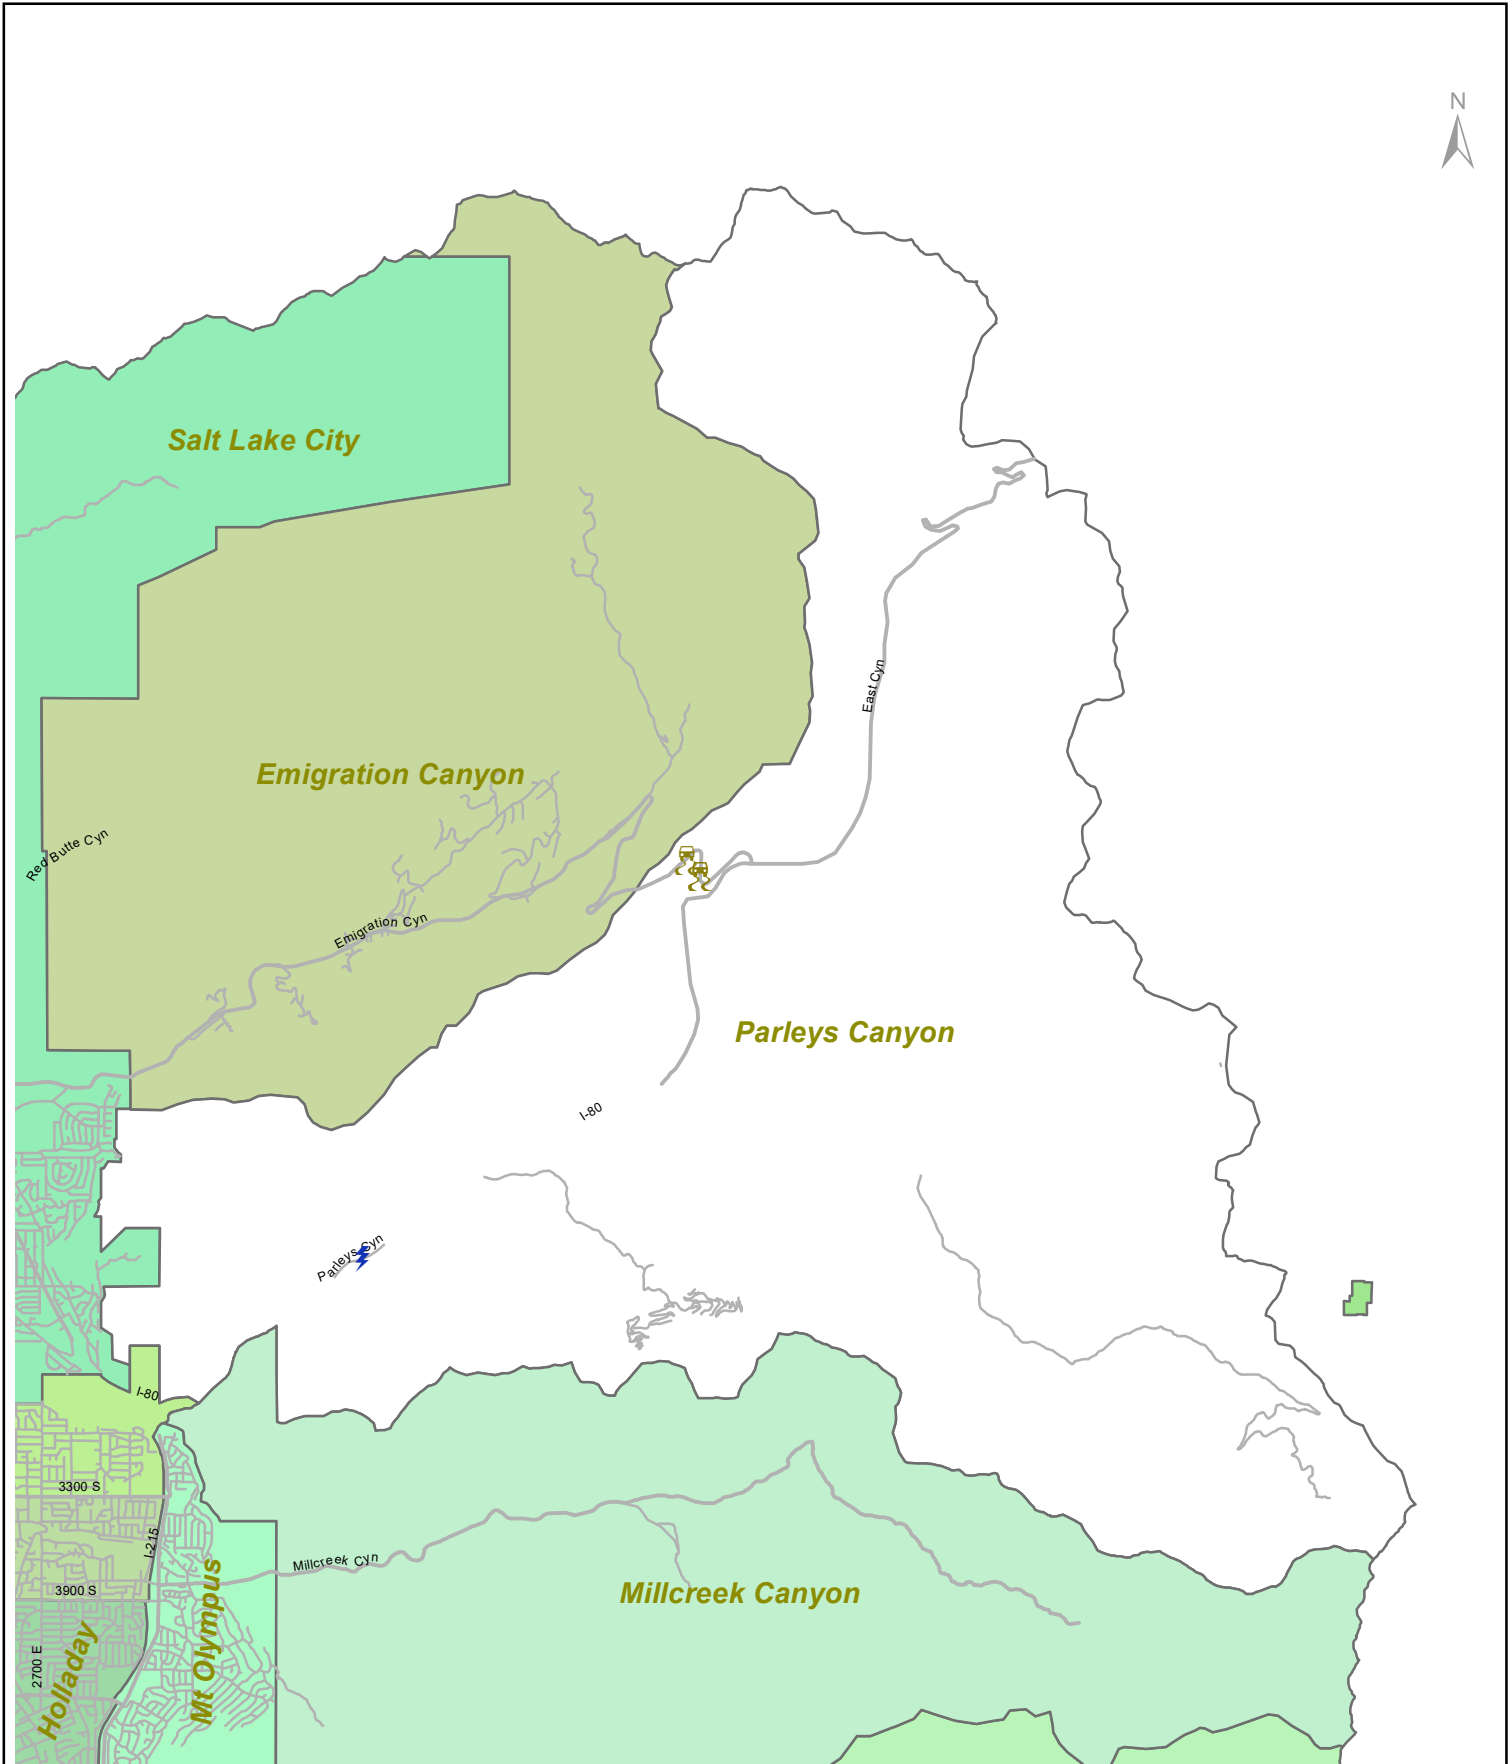 N
Salt Lake City
East Cyn
Emigration Canyon
Red Butte Cyn
Emigration Cyn
Parleys Canyon
I-80
Parleys Cyn
I-80
3300 S
I-215
Millcreek Cyn
3900 S
Millcreek Canyon
2700 E
Holladay
Mt Olympus